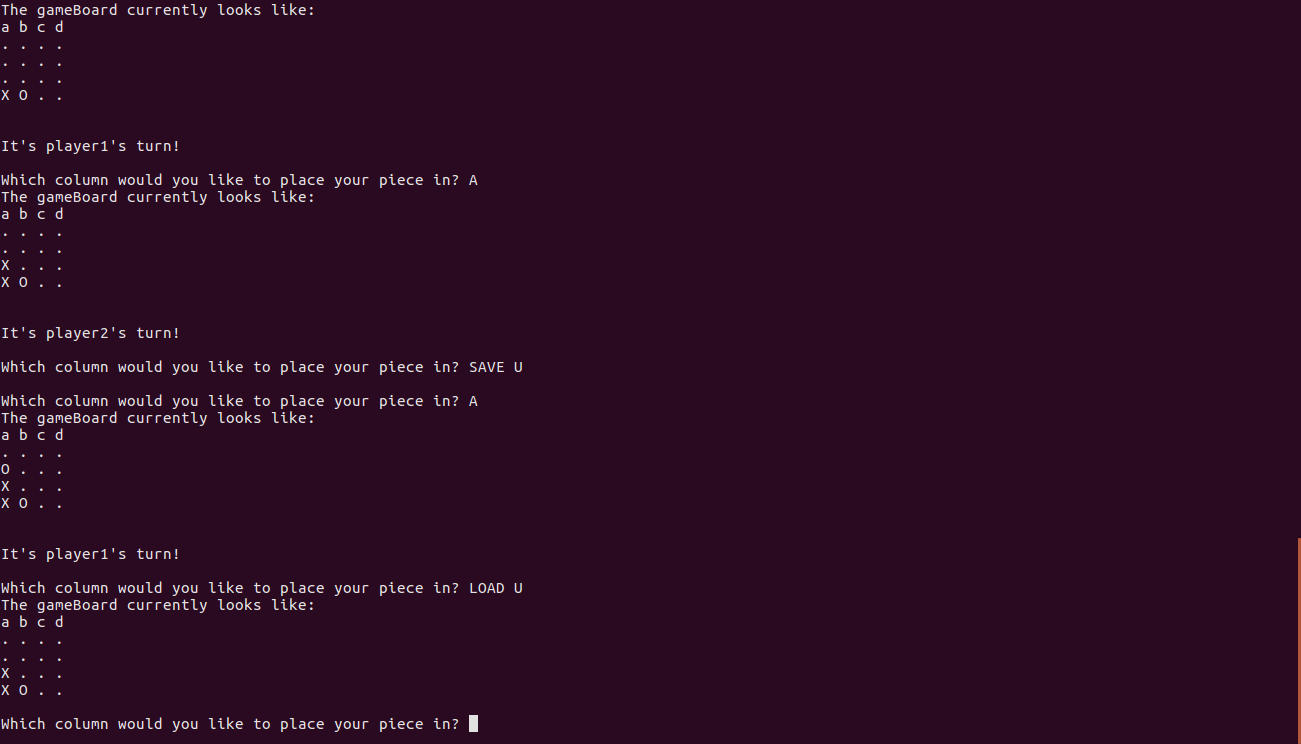 The gameBoard currently looks like:
a b c d
. . . .
. . . .
. . . .
X O . .
It's player1's turn!
Which column would you like to place your piece in? A
The gameBoard currently looks like:
a b c d
. . . .
. . . .
X . . .
X O . .
It's player2's turn!
Which column would you like to place your piece in? SAVE U
Which column would you like to place your piece in? A
The gameBoard currently looks like:
a b c d
. . . .
O . . .
X . . .
X O . .
It's player1's turn!
Which column would you like to place your piece in? LOAD U
The gameBoard currently looks like:
a b c d
. . . .
. . . .
X . . .
X O . .
Which column would you like to place your piece in?